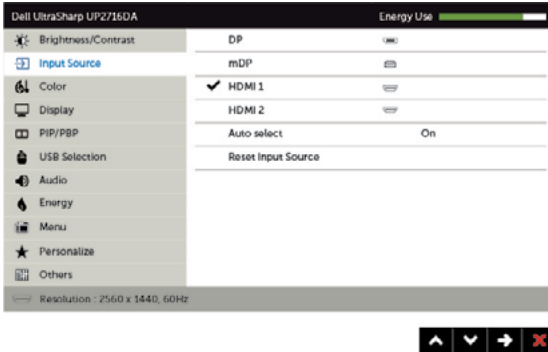 Dell UltraSharp UP2716DA Energy Use
Brightness/Contrast DP
Input Source mDP
Color HDMI 1
Display HDMI 2
PIP/PBP Auto select On
USB Selection Reset Input Source
Audio
Energy
Menu
Personalize
Others
Resolution : 2560 x 1440, 60Hz